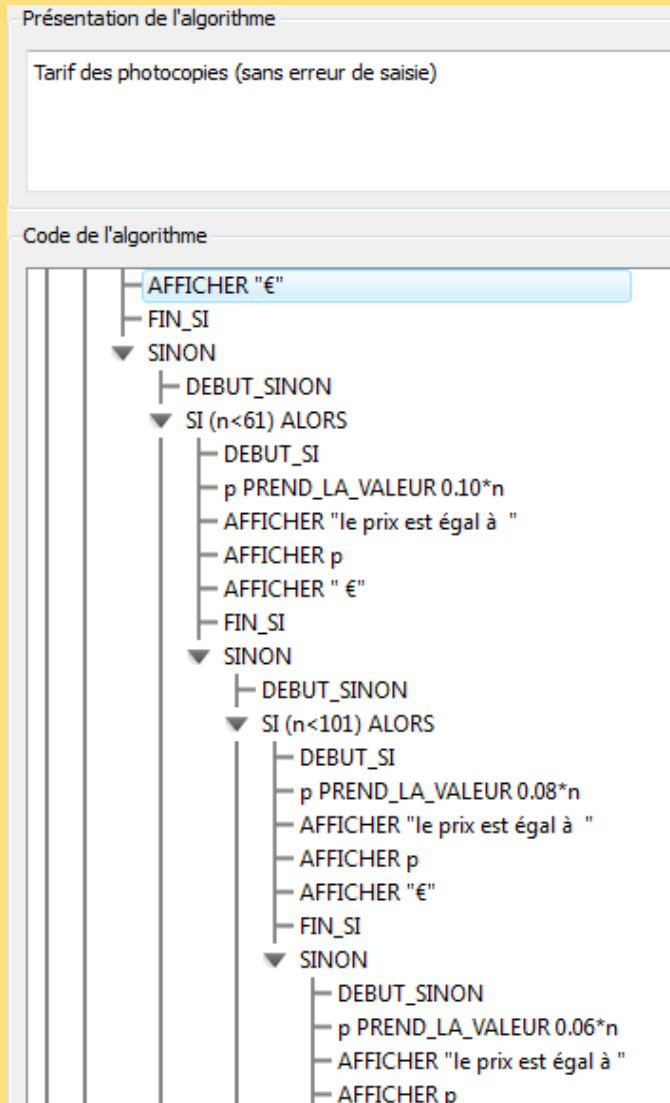 Présentation de l'algorithme
Tarif des photocopies (sans erreur de saisie)
Code de l'algorithme
AFFICHER "€"
FIN_SI
SINON
DEBUT_SINON
SI (n<61) ALORS
DEBUT_SI
p PREND_LA_VALEUR 0.10*n
AFFICHER "le prix est égal à  "
AFFICHER p
AFFICHER " €"
FIN_SI
SINON
DEBUT_SINON
SI (n<101) ALORS
DEBUT_SI
p PREND_LA_VALEUR 0.08*n
AFFICHER "le prix est égal à  "
AFFICHER p
AFFICHER "€"
FIN_SI
SINON
DEBUT_SINON
p PREND_LA_VALEUR 0.06*n
AFFICHER "le prix est égal à "
AFFICHER p